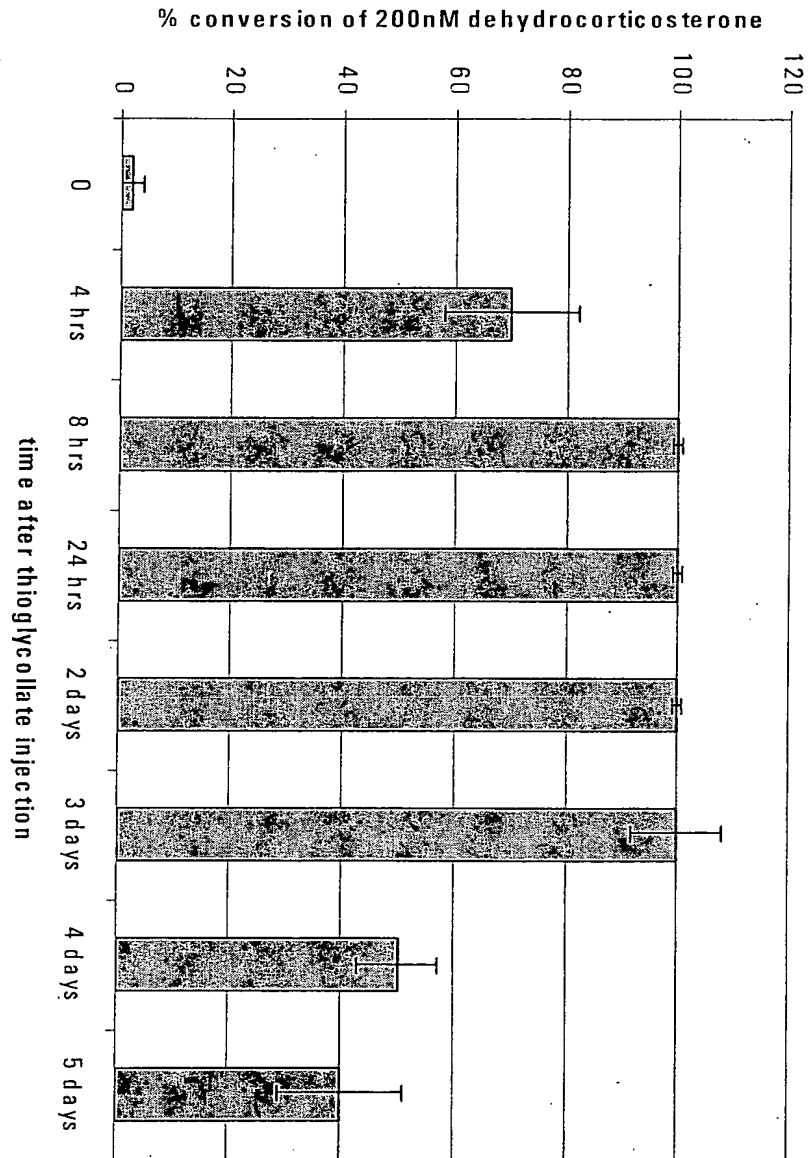 % conversion of 200nM dehydrocorticosterone
0
20
40
60
80
100
120
0
4 hrs
8 hrs
24 hrs
2 days
3 days
4 days
5 days
time after thioglycollate injection